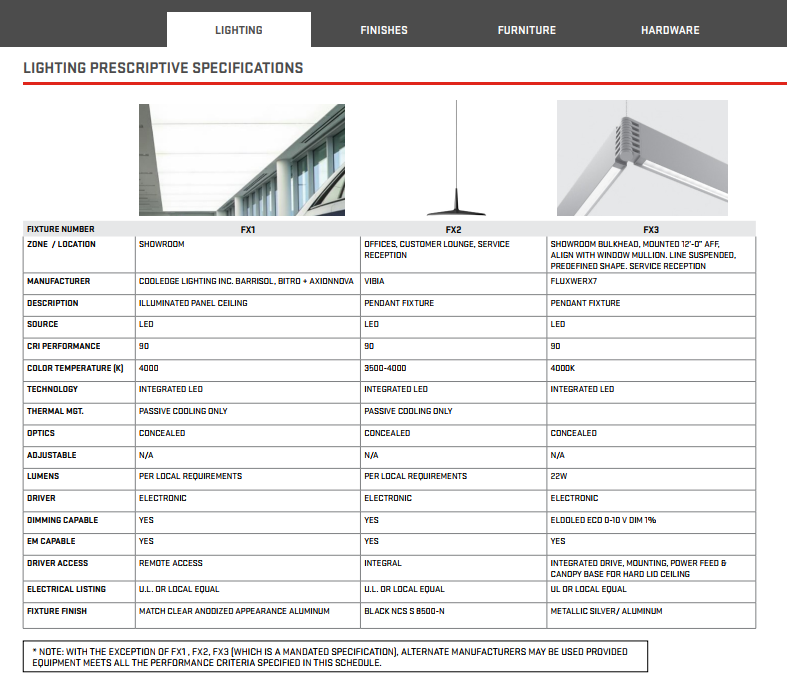 LIGHTING FINISHES FURNITURE HARDWARE
LIGHTING PRESCRIPTIVE SPECIFICATIONS
FIXTURE NUMBER FX1 FX2 FX3
ZONE / LOCATION SHOWROOM OFFICES, CUSTOMER LOUNGE, SERVICE RECEPTION SHOWROOM BULKHEAD, MOUNTED 12'-0" AFF, ALIGN WITH WINDOW MULLION. LINE SUSPENDED, PREDEFINED SHAPE. SERVICE RECEPTION
MANUFACTURER COOLEDGE LIGHTING INC. BARRISOL, BITRO + AXIONNOVA VIBIA FLUXWERX7
DESCRIPTION ILLUMINATED PANEL CEILING PENDANT FIXTURE PENDANT FIXTURE
SOURCE LED LED LED
CRI PERFORMANCE 90 90 90
COLOR TEMPERATURE (K) 4000 3500-4000 4000K
TECHNOLOGY INTEGRATED LED INTEGRATED LED INTEGRATED LED
THERMAL MGT. PASSIVE COOLING ONLY PASSIVE COOLING ONLY
OPTICS CONCEALED CONCEALED CONCEALED
ADJUSTABLE N/A N/A N/A
LUMENS PER LOCAL REQUIREMENTS PER LOCAL REQUIREMENTS 22W
DRIVER ELECTRONIC ELECTRONIC ELECTRONIC
DIMMING CAPABLE YES YES ELDOLED ECO 0-10 V DIM 1%
EM CAPABLE YES YES YES
DRIVER ACCESS REMOTE ACCESS INTEGRAL INTEGRATED DRIVE, MOUNTING, POWER FEED & CANOPY BASE FOR HARD LID CEILING
ELECTRICAL LISTING U.L. OR LOCAL EQUAL U.L. OR LOCAL EQUAL UL OR LOCAL EQUAL
FIXTURE FINISH MATCH CLEAR ANODIZED APPEARANCE ALUMINUM BLACK NCS S 8500-N METALLIC SILVER/ ALUMINUM
* NOTE: WITH THE EXCEPTION OF FX1 , FX2, FX3 (WHICH IS A MANDATED SPECIFICATION), ALTERNATE MANUFACTURERS MAY BE USED PROVIDED
EQUIPMENT MEETS ALL THE PERFORMANCE CRITERIA SPECIFIED IN THIS SCHEDULE.